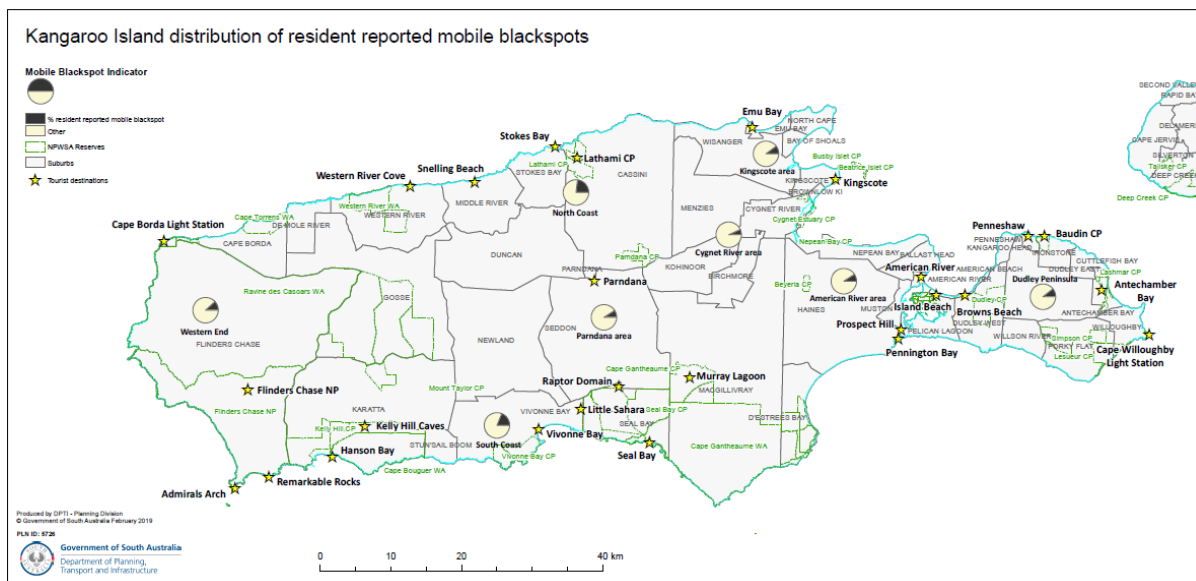 Kangaroo Island distribution of resident reported mobile blackspots
Mobile Blackspot Indicator
% resident reported mobile blackspot
Other
NPWSA Reserves
Suburbs
Tourist destinations
SECOND VALLEY
RAPID BAY
DELAMERE
CAPE JERVIS
SILVERTON
Talisker CP
DEEP CREEK
Deep Creek CP
Emu Bay
NORTH CAPE
EMU BAY
WISANGER
BAY OF SHOALS
Kingscote area
Busby Islet CP
Beatrice Islet CP
KINGSCOTE
Kingscote
BROWNLOW KI
Stokes Bay
Lathami CP
Lathami CP
STOKES BAY
CASSINI
North Coast
Snelling Beach
MIDDLE RIVER
Western River Cove
Western River WA
WESTERN RIVER
MENZIES
CYGNET RIVER
Cygnet Estuary CP
Cygnet River area
Nepean Bay CP
NEPEAN BAY
BALLAST HEAD
Cape Borda Light Station
Cape Torrens WA
DE MOLE RIVER
CAPE BORDA
DUNCAN
PARNDANA
Parndana CP
Parndana
KOHINOOR
BIRCHMORE
Penneshaw
Baudin CP
PENNESHAW
KANGAROO HEAD
IRONSTONE
CUTTLEFISH BAY
DUDLEY EAST
Lashmar CP
Dudley Peninsula
Antechamber Bay
ANTECHAMBER BAY
American River
AMERICAN RIVER
AMERICAN BEACH
American River area
Beyeria CP
HAINES
MUSTON
Island Beach
Browns Beach
Dudley CP
Prospect Hill
PELICAN LAGOON
DUDLEY WEST
WILLSON RIVER
Simpson CP
PORKY FLAT
Lesueur CP
WILLOUGHBY
Cape Willoughby Light Station
Pennington Bay
Ravine des Casoars WA
GOSSE
Western End
FLINDERS CHASE
SEDDON
Parndana area
NEWLAND
Cape Gantheaume CP
Raptor Domain
Murray Lagoon
MACGILLIVRAY
Flinders Chase NP
Flinders Chase NP
Mount Taylor CP
KARATTA
Kelly Hill CP
Kelly Hill Caves
VIVONNE BAY
Little Sahara
Seal Bay CP
SEAL BAY
D'ESTREES BAY
South Coast
STUN'SAIL BOOM
Vivonne Bay
Vivonne Bay CP
Seal Bay
Cape Gantheaume WA
Hanson Bay
Cape Bouguer WA
Remarkable Rocks
Admirals Arch
Produced by DPTI - Planning Division
© Government of South Australia February 2019
PLN ID: 5726
Government of South Australia
Department of Planning,
Transport and Infrastructure
0 10 20 40 km